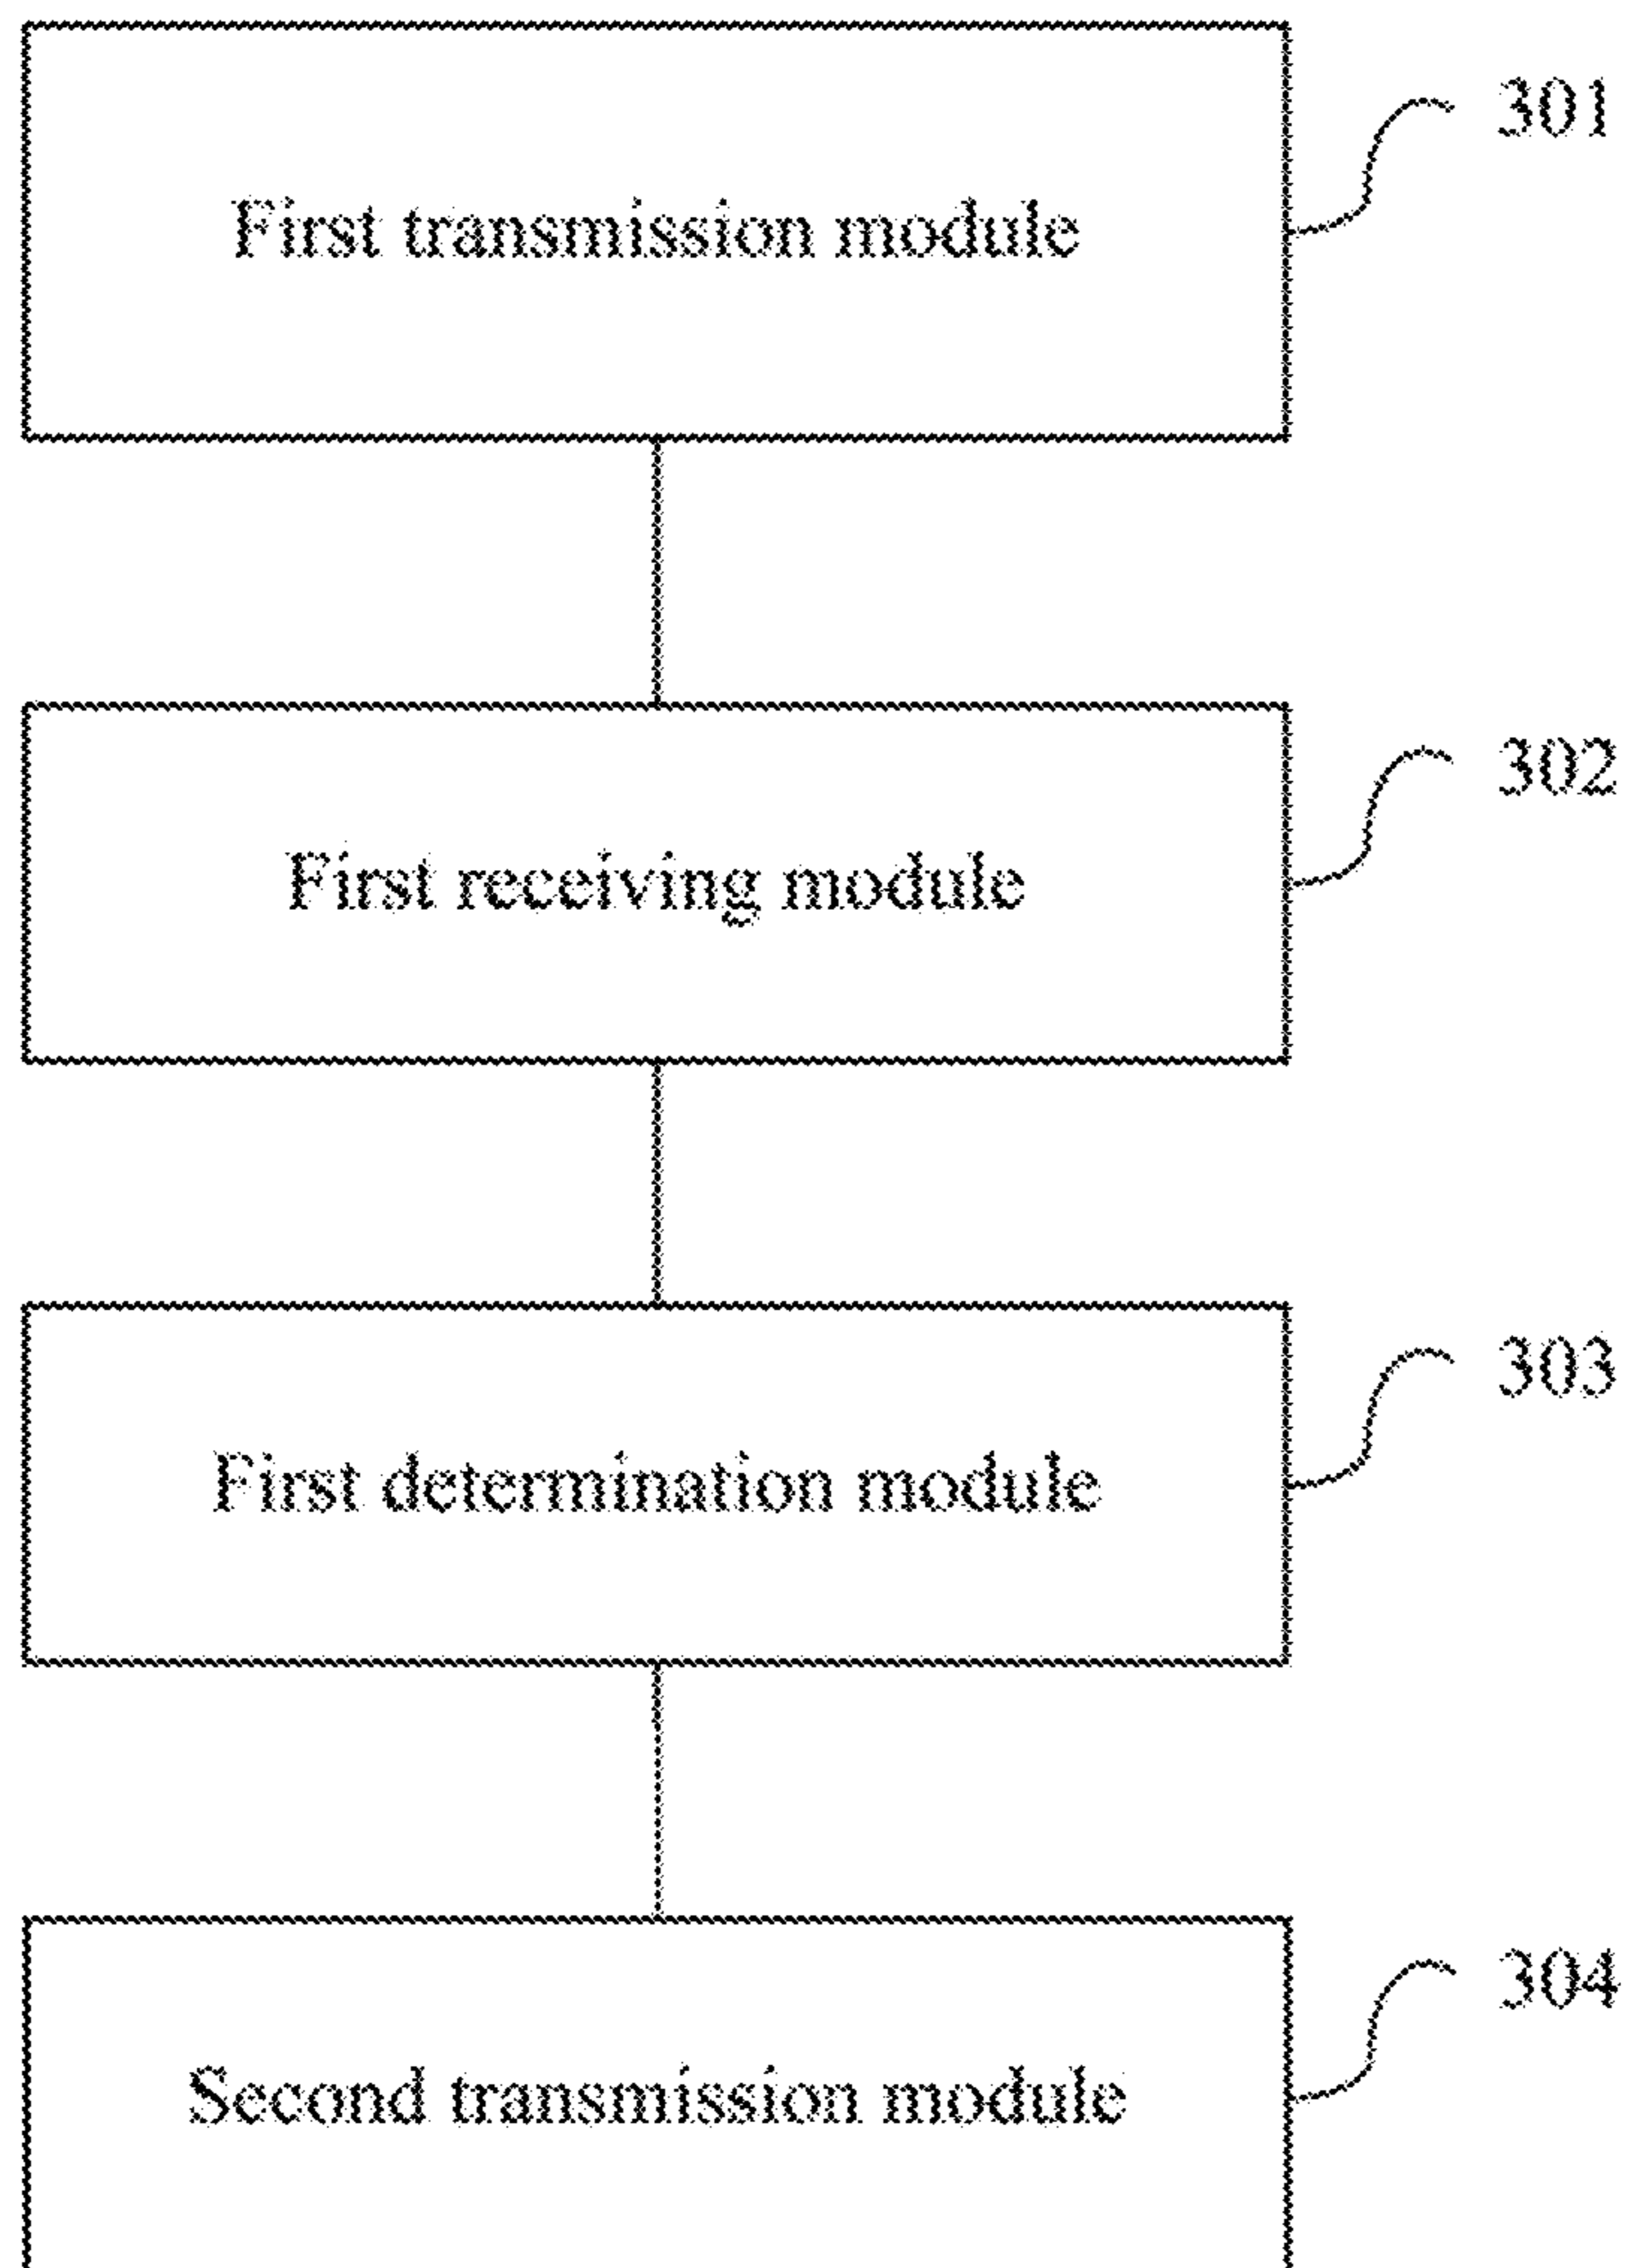 301
First transmission module
302
First receiving module
303
First determination module
304
Second transmission module